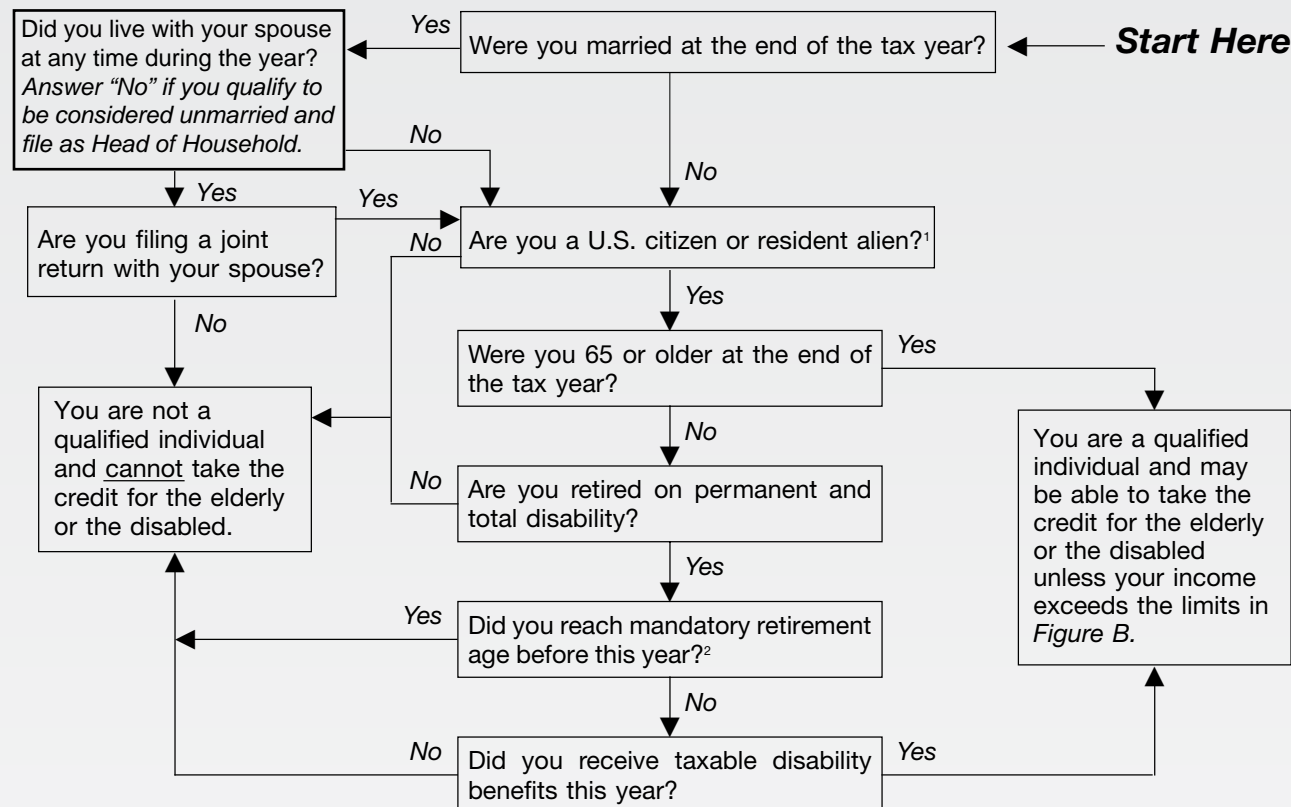 Start Here
Were you married at the end of the tax year?
Yes
Did you live with your spouse
at any time during the year?
Answer “No” if you qualify to
be considered unmarried and
file as Head of Household.
No
No
Yes
Are you filing a joint
return with your spouse?
Yes
No
Are you a U.S. citizen or resident alien?¹
No
Yes
Were you 65 or older at the end of
the tax year?
Yes
No
You are not a
qualified individual
and cannot take the
credit for the elderly
or the disabled.
You are a qualified
individual and may
be able to take the
credit for the elderly
or the disabled
unless your income
exceeds the limits in
Figure B.
No
Are you retired on permanent and
total disability?
Yes
Yes
Did you reach mandatory retirement
age before this year?²
No
No
Did you receive taxable disability
benefits this year?
Yes